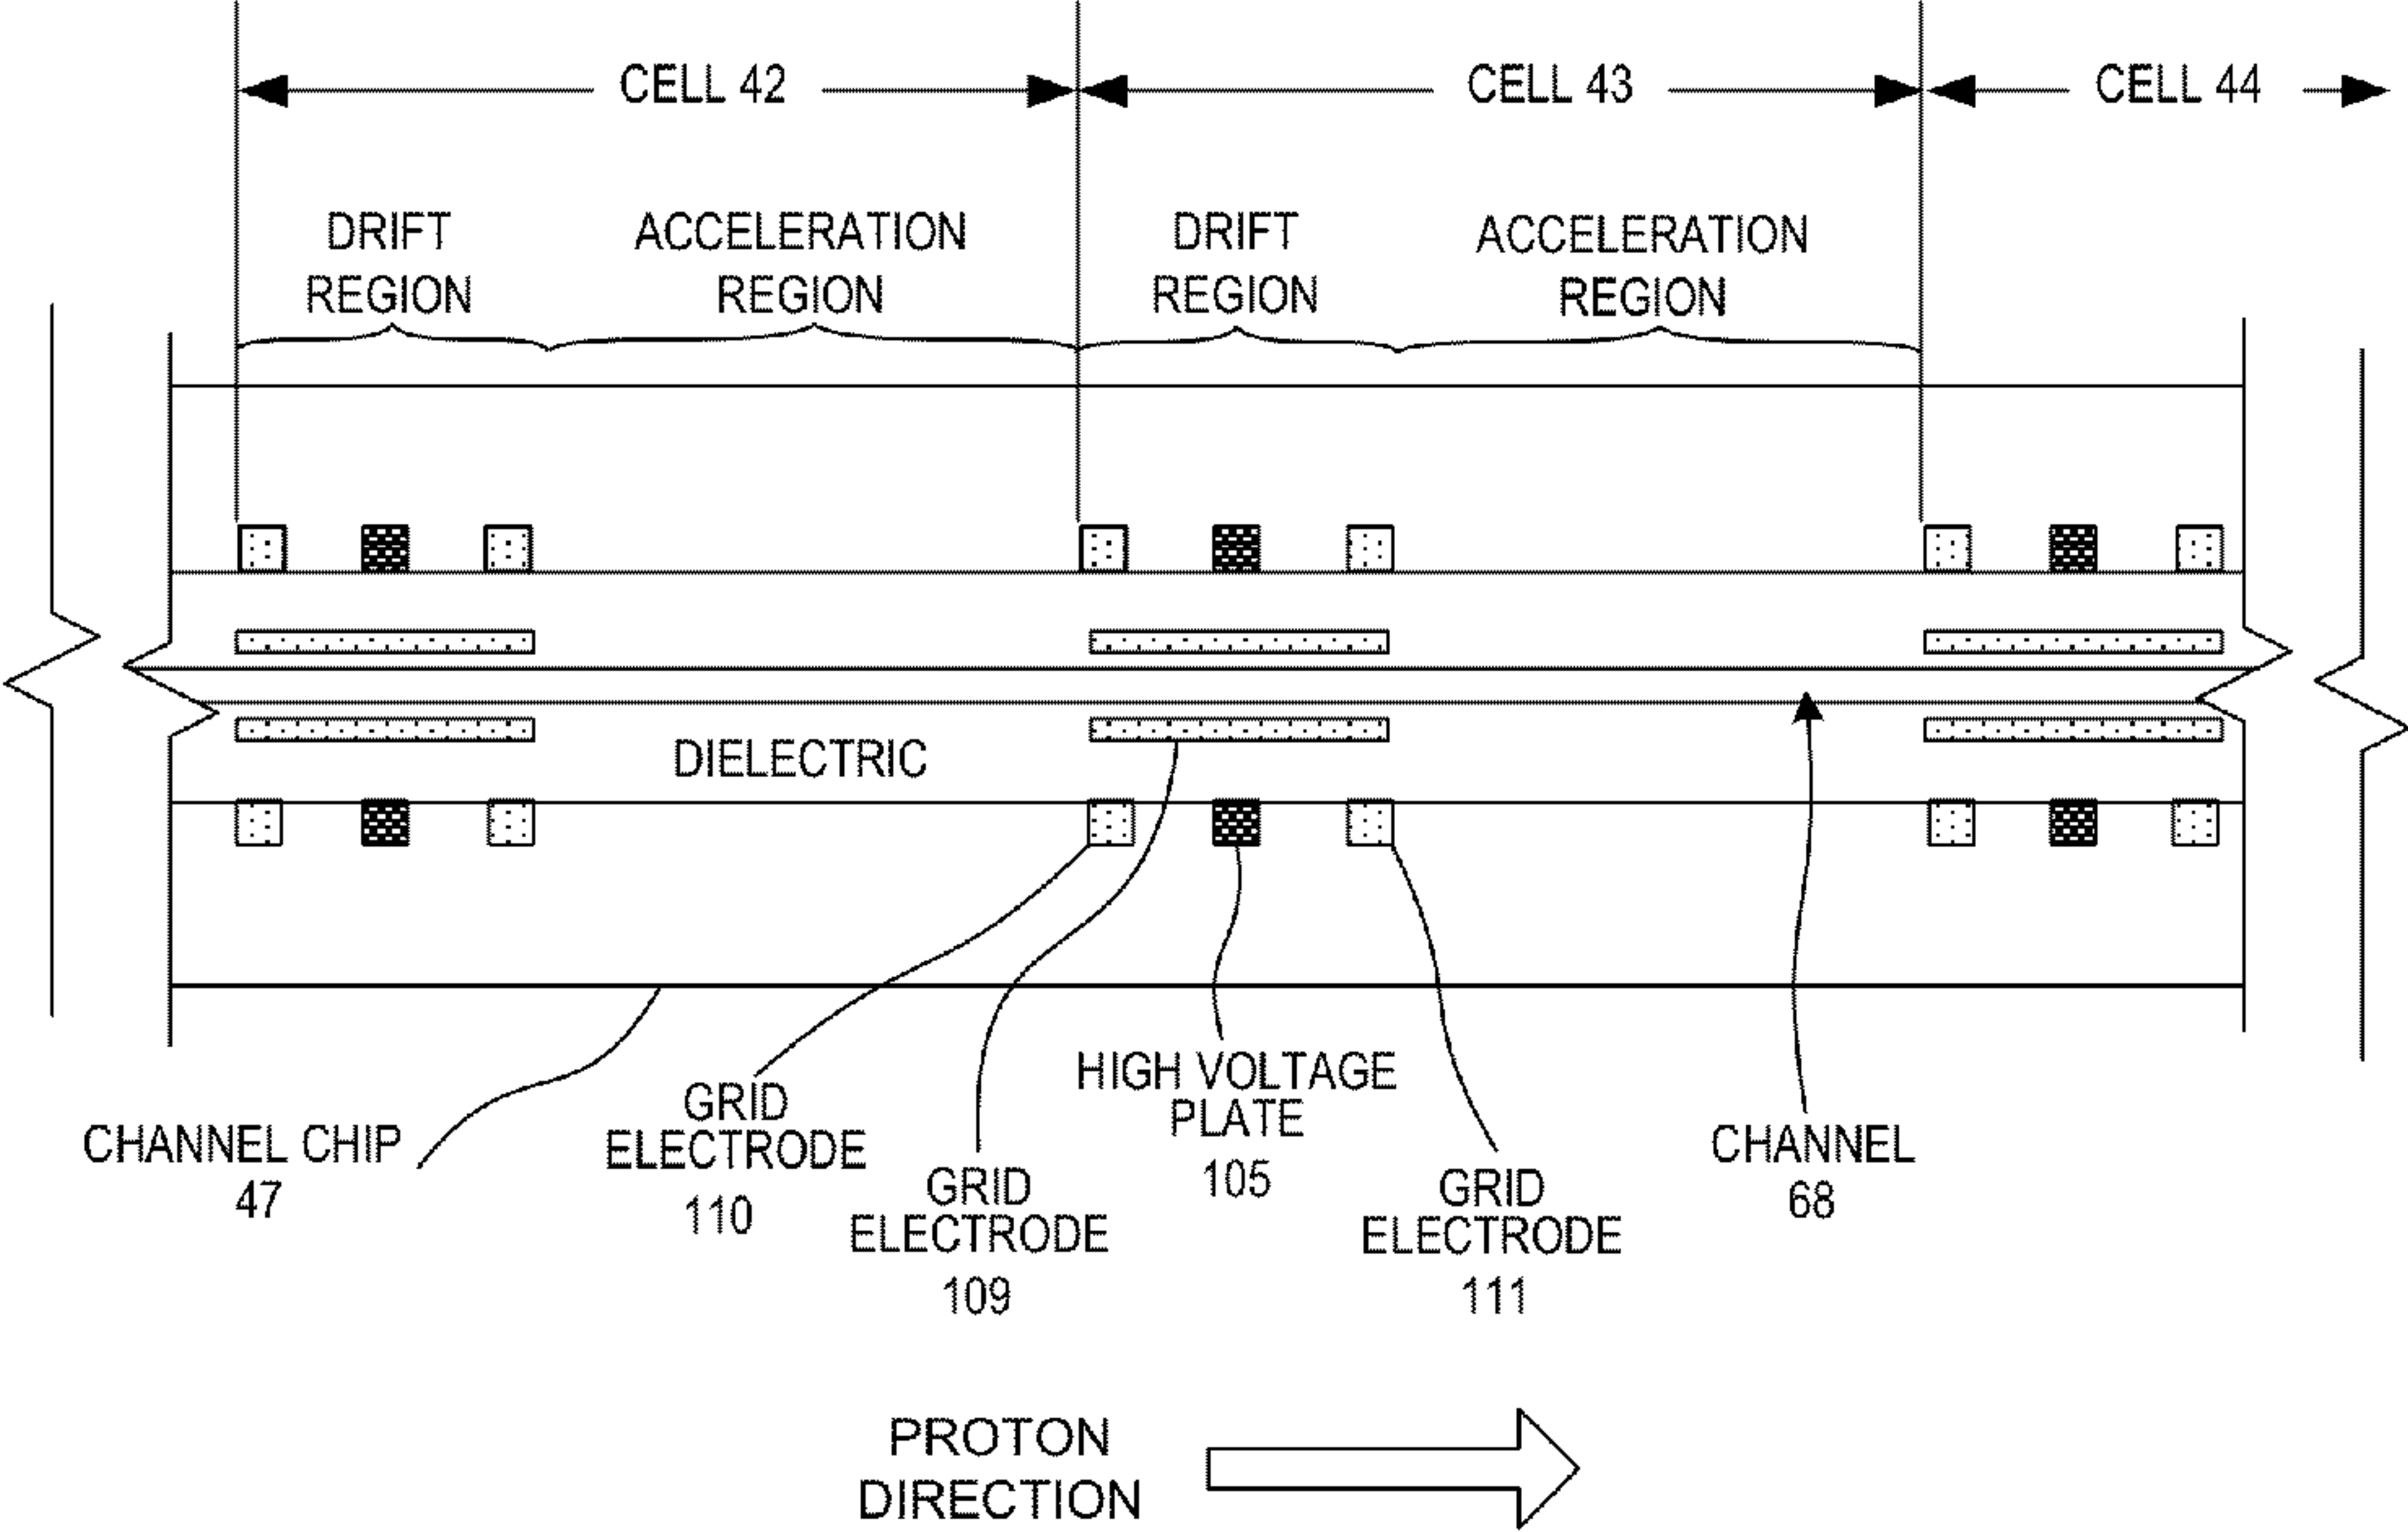 CELL 42
CELL 43
CELL 44
DRIFT
REGION
ACCELERATION
REGION
DRIFT
REGION
ACCELERATION
REGION
DIELECTRIC
CHANNEL CHIP
47
GRID
ELECTRODE
110
GRID
ELECTRODE
109
HIGH VOLTAGE
PLATE
105
GRID
ELECTRODE
111
CHANNEL
68
PROTON
DIRECTION